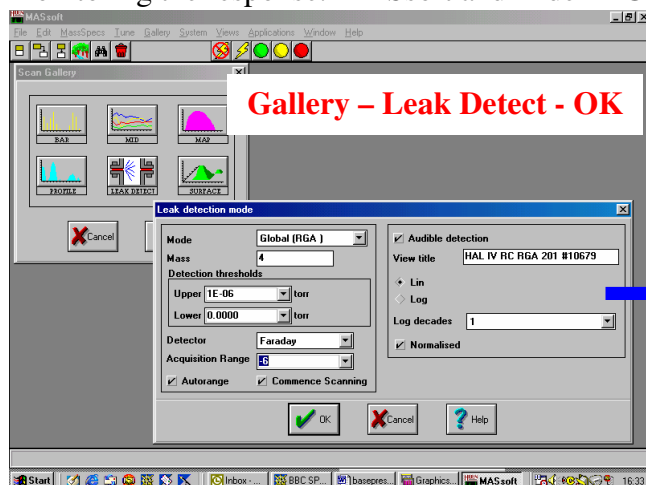 MASsoft
File Edit MassSpecs Tune Gallery System Views Applications Window Help
Scan Gallery
Gallery – Leak Detect - OK
BAR MID MAP
PROFILE LEAK DETECT SURFACE
Cancel
Leak detection mode
Mode Global (RGA )
Mass 4
Detection thresholds
Upper 1E-06 torr
Lower 0.0000 torr
Detector Faraday
Acquisition Range -6
Autorange Commence Scanning
Audible detection
View title HAL IV RC RGA 201 #10679
Lin
Log
Log decades 1
Normalised
OK Cancel Help
Start Inbox - ... BBC SP... basepres... Graphics... MASsoft 16:33